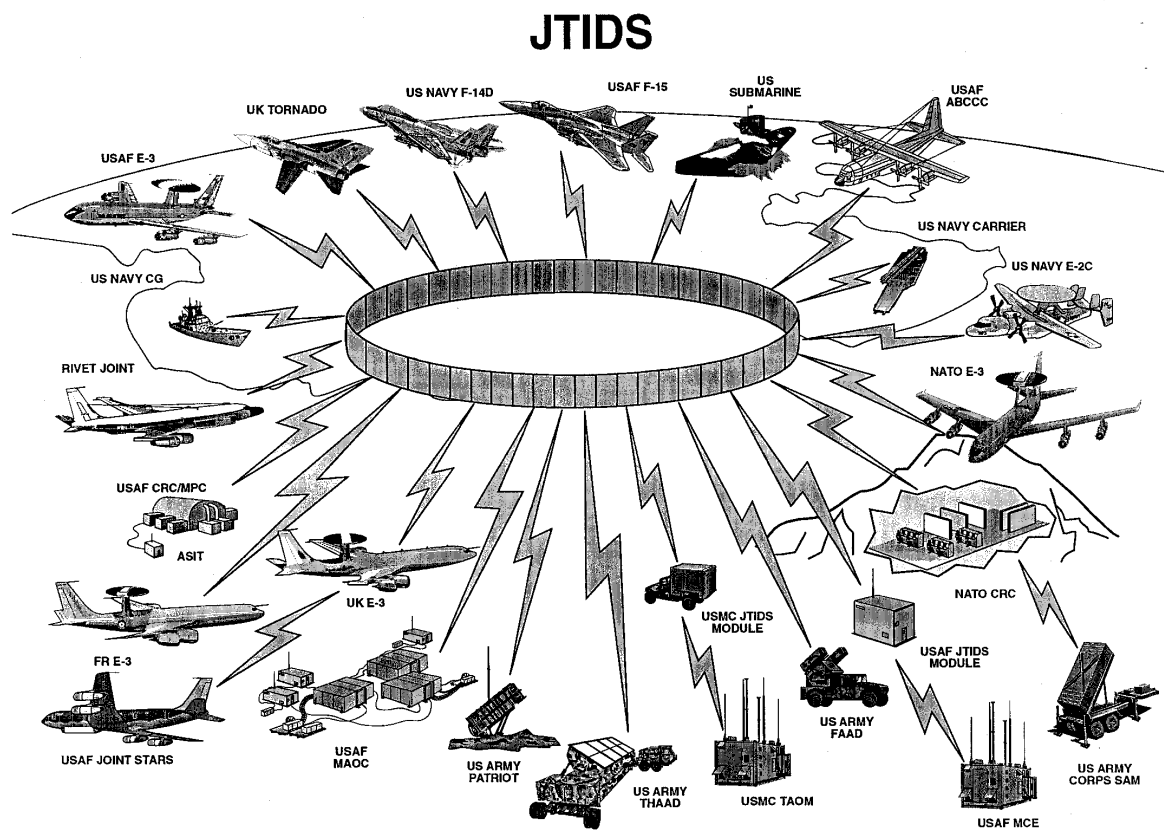 JTIDS
US NAVY F-14D
USAF F-15
US
SUBMARINE
USAF
ABCCC
UK TORNADO
USAF E-3
US NAVY CARRIER
US NAVY CG
US NAVY E-2C
RIVET JOINT
NATO E-3
USAF CRC/MPC
ASIT
UK E-3
NATO CRC
USMC JTIDS
MODULE
USAF JTIDS
MODULE
FR E-3
US ARMY
FAAD
USAF JOINT STARS
USAF
MAOC
US ARMY
PATRIOT
US ARMY
THAAD
USMC TAOM
US ARMY
CORPS SAM
USAF MCE